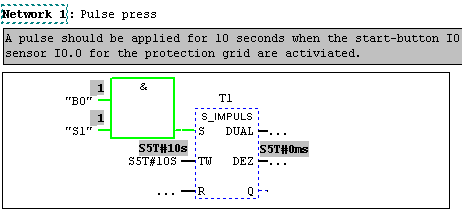 Network 1: Pulse press
A pulse should be applied for 10 seconds when the start-button I0
sensor I0.0 for the protection grid are activiated.
1
&
"B0"
T1
1
S_IMPULS
"S1"
S DUAL ...
S5T#10s S5T#0ms
S5T#10S TW DEZ ...
... R Q